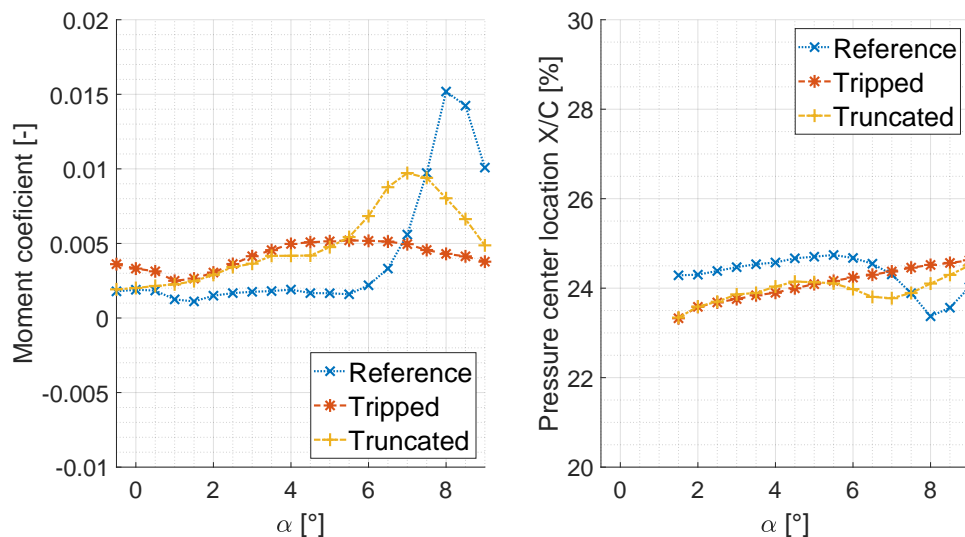 0.02
0.015
0.01
0.005
0
-0.005
-0.01
Moment coeficient [-]
0
2
4
6
8
α [°]
Reference
Tripped
Truncated
30
28
26
24
22
20
Pressure center location X/C [%]
0
2
4
6
8
α [°]
Reference
Tripped
Truncated